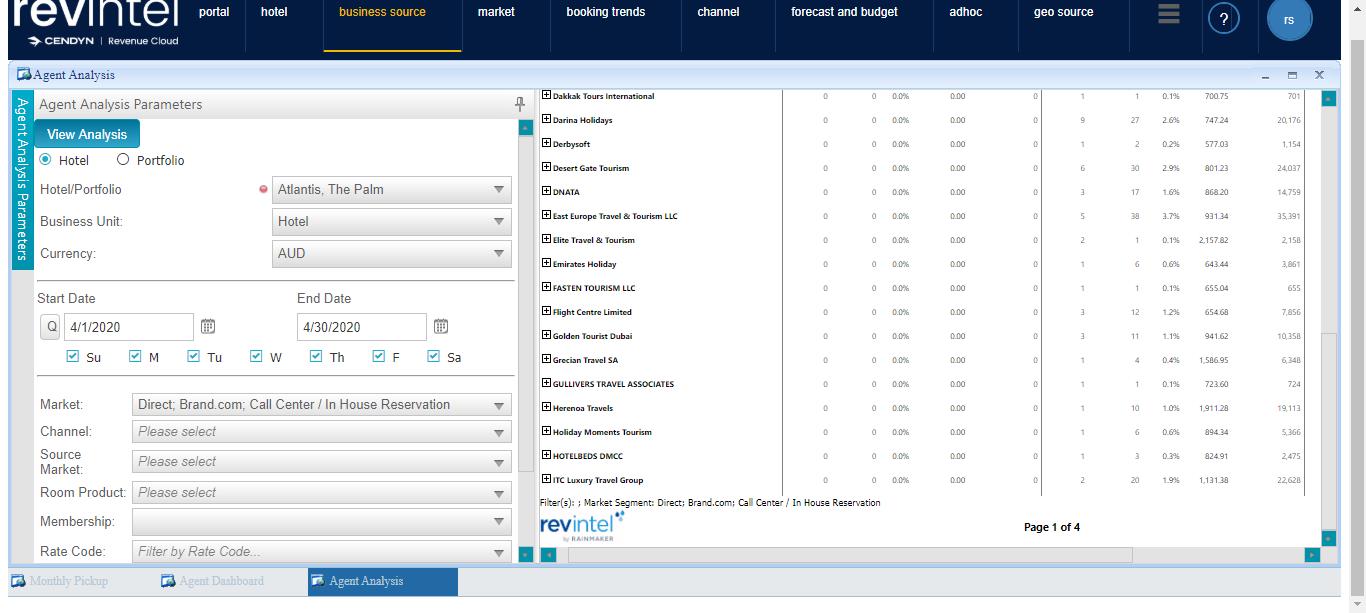 revintel
CENDYN | Revenue Cloud
portal hotel business source market booking trends channel forecast and budget adhoc geo source ? rs
Agent Analysis
Agent Analysis Parameters
Agent Analysis Parameters
View Analysis
Hotel Portfolio
Hotel/Portfolio Atlantis, The Palm
Business Unit: Hotel
Currency: AUD
Start Date End Date
Q 4/1/2020 4/30/2020
Su M Tu W Th F Sa
Market: Direct; Brand.com; Call Center / In House Reservation
Channel: Please select
Source Market: Please select
Room Product: Please select
Membership:
Rate Code: Filter by Rate Code...
Dakkak Tours International 0 0 0.0% 0.00 0 1 1 0.1% 700.75 701
Darina Holidays 0 0 0.0% 0.00 0 9 27 2.6% 747.24 20,176
Derbysoft 0 0 0.0% 0.00 0 1 2 0.2% 577.03 1,154
Desert Gate Tourism 0 0 0.0% 0.00 0 6 30 2.9% 801.23 24,037
DNATA 0 0 0.0% 0.00 0 3 17 1.6% 868.20 14,759
East Europe Travel & Tourism LLC 0 0 0.0% 0.00 0 5 38 3.7% 931.34 35,391
Elite Travel & Tourism 0 0 0.0% 0.00 0 2 1 0.1% 2,157.82 2,158
Emirates Holiday 0 0 0.0% 0.00 0 1 6 0.6% 643.44 3,861
FASTEN TOURISM LLC 0 0 0.0% 0.00 0 1 1 0.1% 655.04 655
Flight Centre Limited 0 0 0.0% 0.00 0 3 12 1.2% 654.68 7,856
Golden Tourist Dubai 0 0 0.0% 0.00 0 3 11 1.1% 941.62 10,358
Grecian Travel SA 0 0 0.0% 0.00 0 1 4 0.4% 1,586.95 6,348
GULLIVERS TRAVEL ASSOCIATES 0 0 0.0% 0.00 0 1 1 0.1% 723.60 724
Herenoa Travels 0 0 0.0% 0.00 0 1 10 1.0% 1,911.28 19,113
Holiday Moments Tourism 0 0 0.0% 0.00 0 1 6 0.6% 894.34 5,366
HOTELBEDS DMCC 0 0 0.0% 0.00 0 1 3 0.3% 824.91 2,475
ITC Luxury Travel Group 0 0 0.0% 0.00 0 2 20 1.9% 1,131.38 22,628
Filter(s): ; Market Segment: Direct; Brand.com; Call Center / In House Reservation
revintel
by RAINMAKER
Page 1 of 4
Monthly Pickup Agent Dashboard Agent Analysis